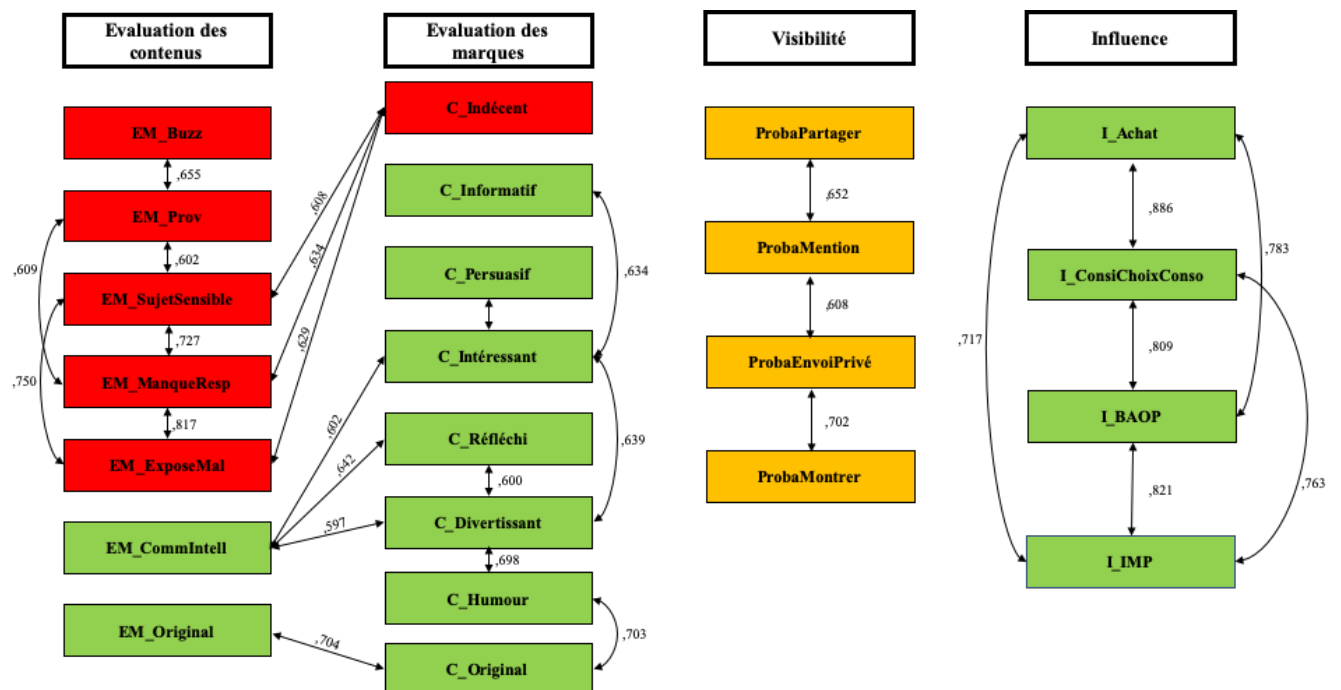 Evaluation des
contenus
EM_Buzz
,655
EM_Prov
,602
,609
EM_SujetSensible
,727
,750
EM_ManqueResp
,817
EM_ExposeMal
EM_CommIntell
EM_Original
,608
,634
,629
,602
,642
,597
,704
Evaluation des
marques
C_Indécent
C_Informatif
C_Persuasif
,634
C_Intéressant
C_Réfléchi
,639
,600
C_Divertissant
,698
C_Humour
,703
C_Original
Visibilité
ProbaPartager
,652
ProbaMention
,608
ProbaEnvoiPrivé
,702
ProbaMontrer
Influence
I_Achat
,886
,783
I_ConsiChoixConso
,717
,809
I_BAOP
,821
,763
I_IMP